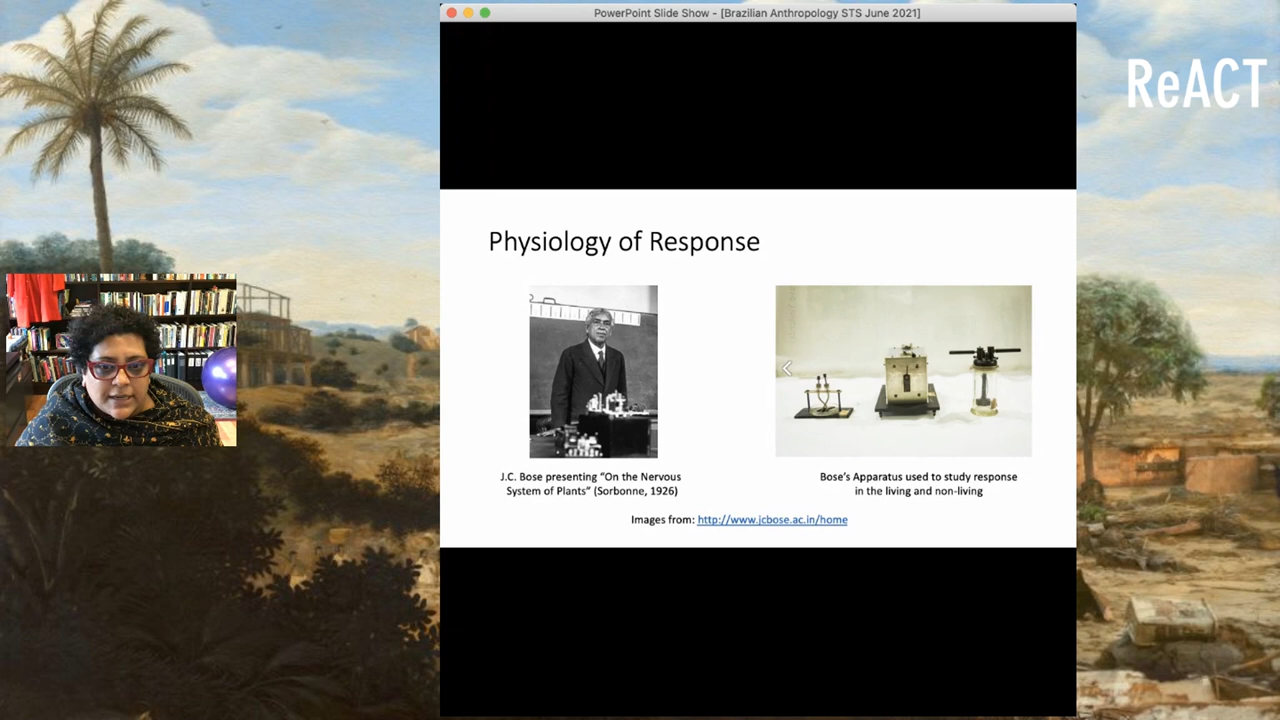 PowerPoint Slide Show - [Brazilian Anthropology STS June 2021]
ReACT
Physiology of Response
J.C. Bose presenting “On the Nervous
System of Plants” (Sorbonne, 1926)
Bose’s Apparatus used to study response
in the living and non-living
Images from: http://www.jcbose.ac.in/home